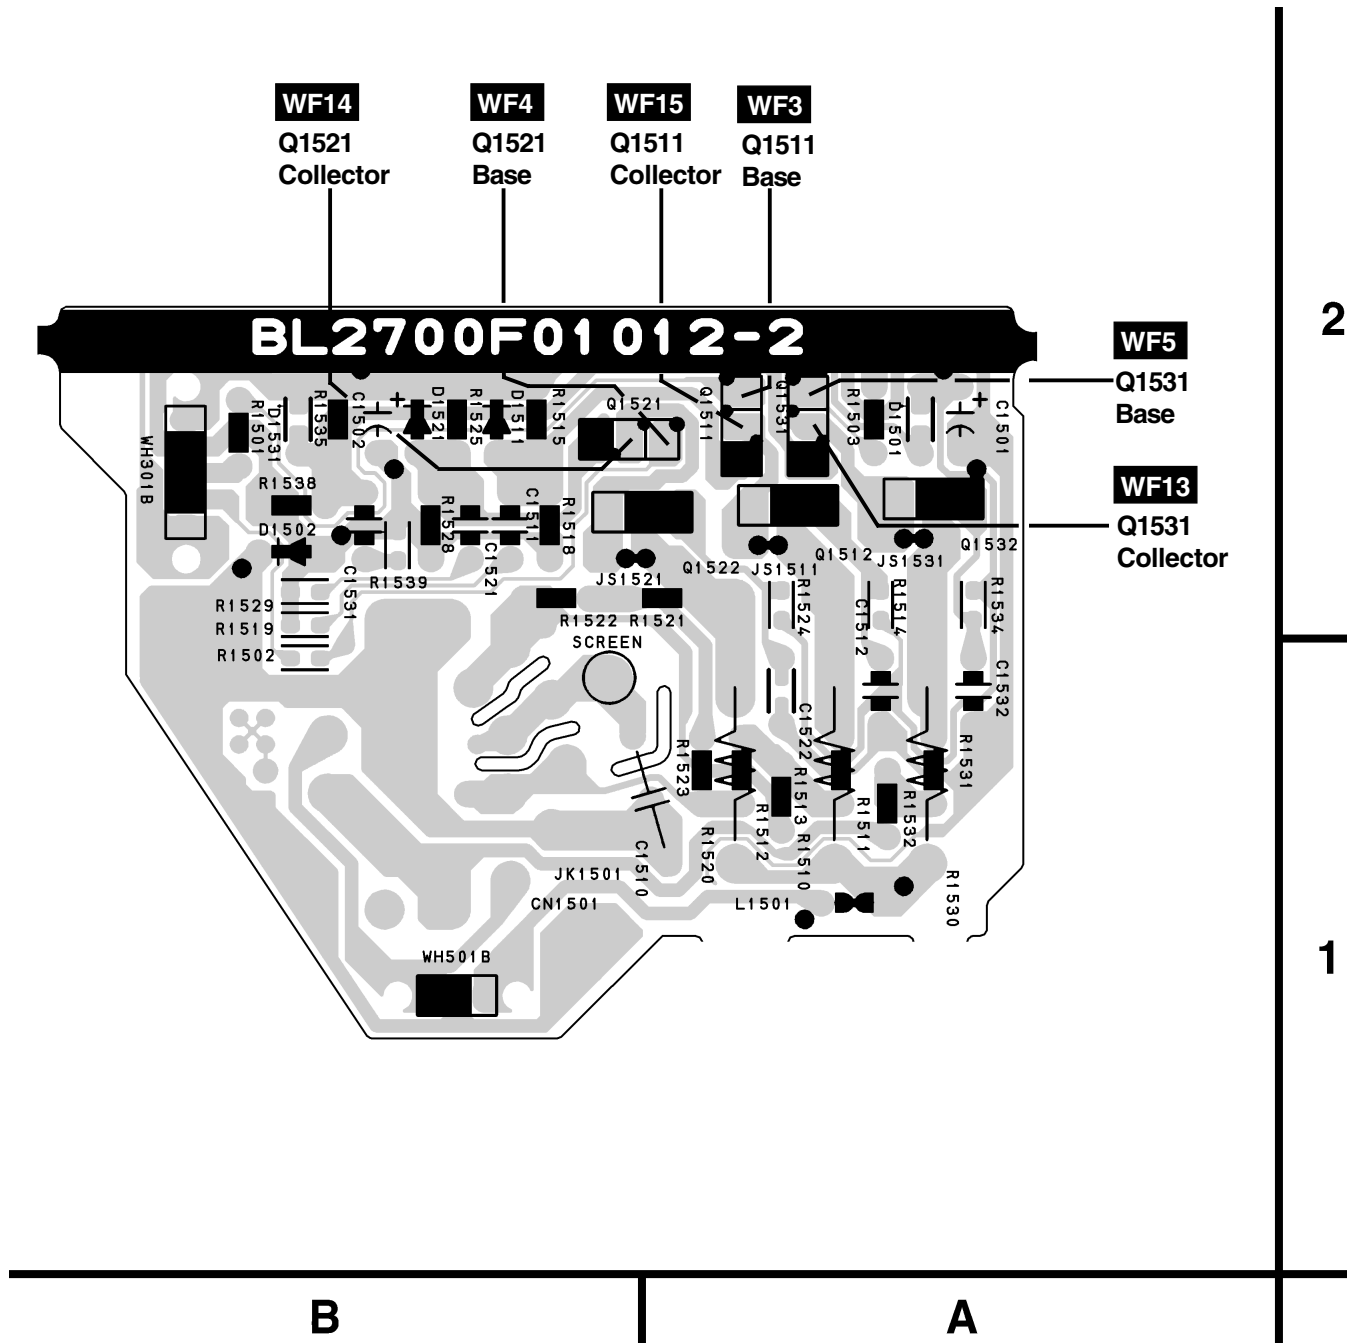 WF14
Q1521
Collector
WF4
Q1521
Base
WF15
Q1511
Collector
WF3
Q1511
Base
2
BL2700F01012-2
WF5
Q1531
Base
WF13
Q1531
Collector
WH301B
R1501
D1531
R1535
C1502
+
D1521
R1525
D1511
R1515
Q1521
Q1511
Q1531
R1503
D1501
+
C1501
R1538
D1502
R1528
C1521
C1511
R1518
Q1522
JS1521
JS1511
Q1512
JS1531
Q1532
C1531
R1539
R1529
R1519
R1502
R1522
R1521
SCREEN
R1524
C1512
R1514
R1534
C1532
C1522
R1523
R1513
R1531
R1512
R1511
R1532
R1520
R1510
C1510
JK1501
CN1501
L1501
R1530
WH501B
1
B
A